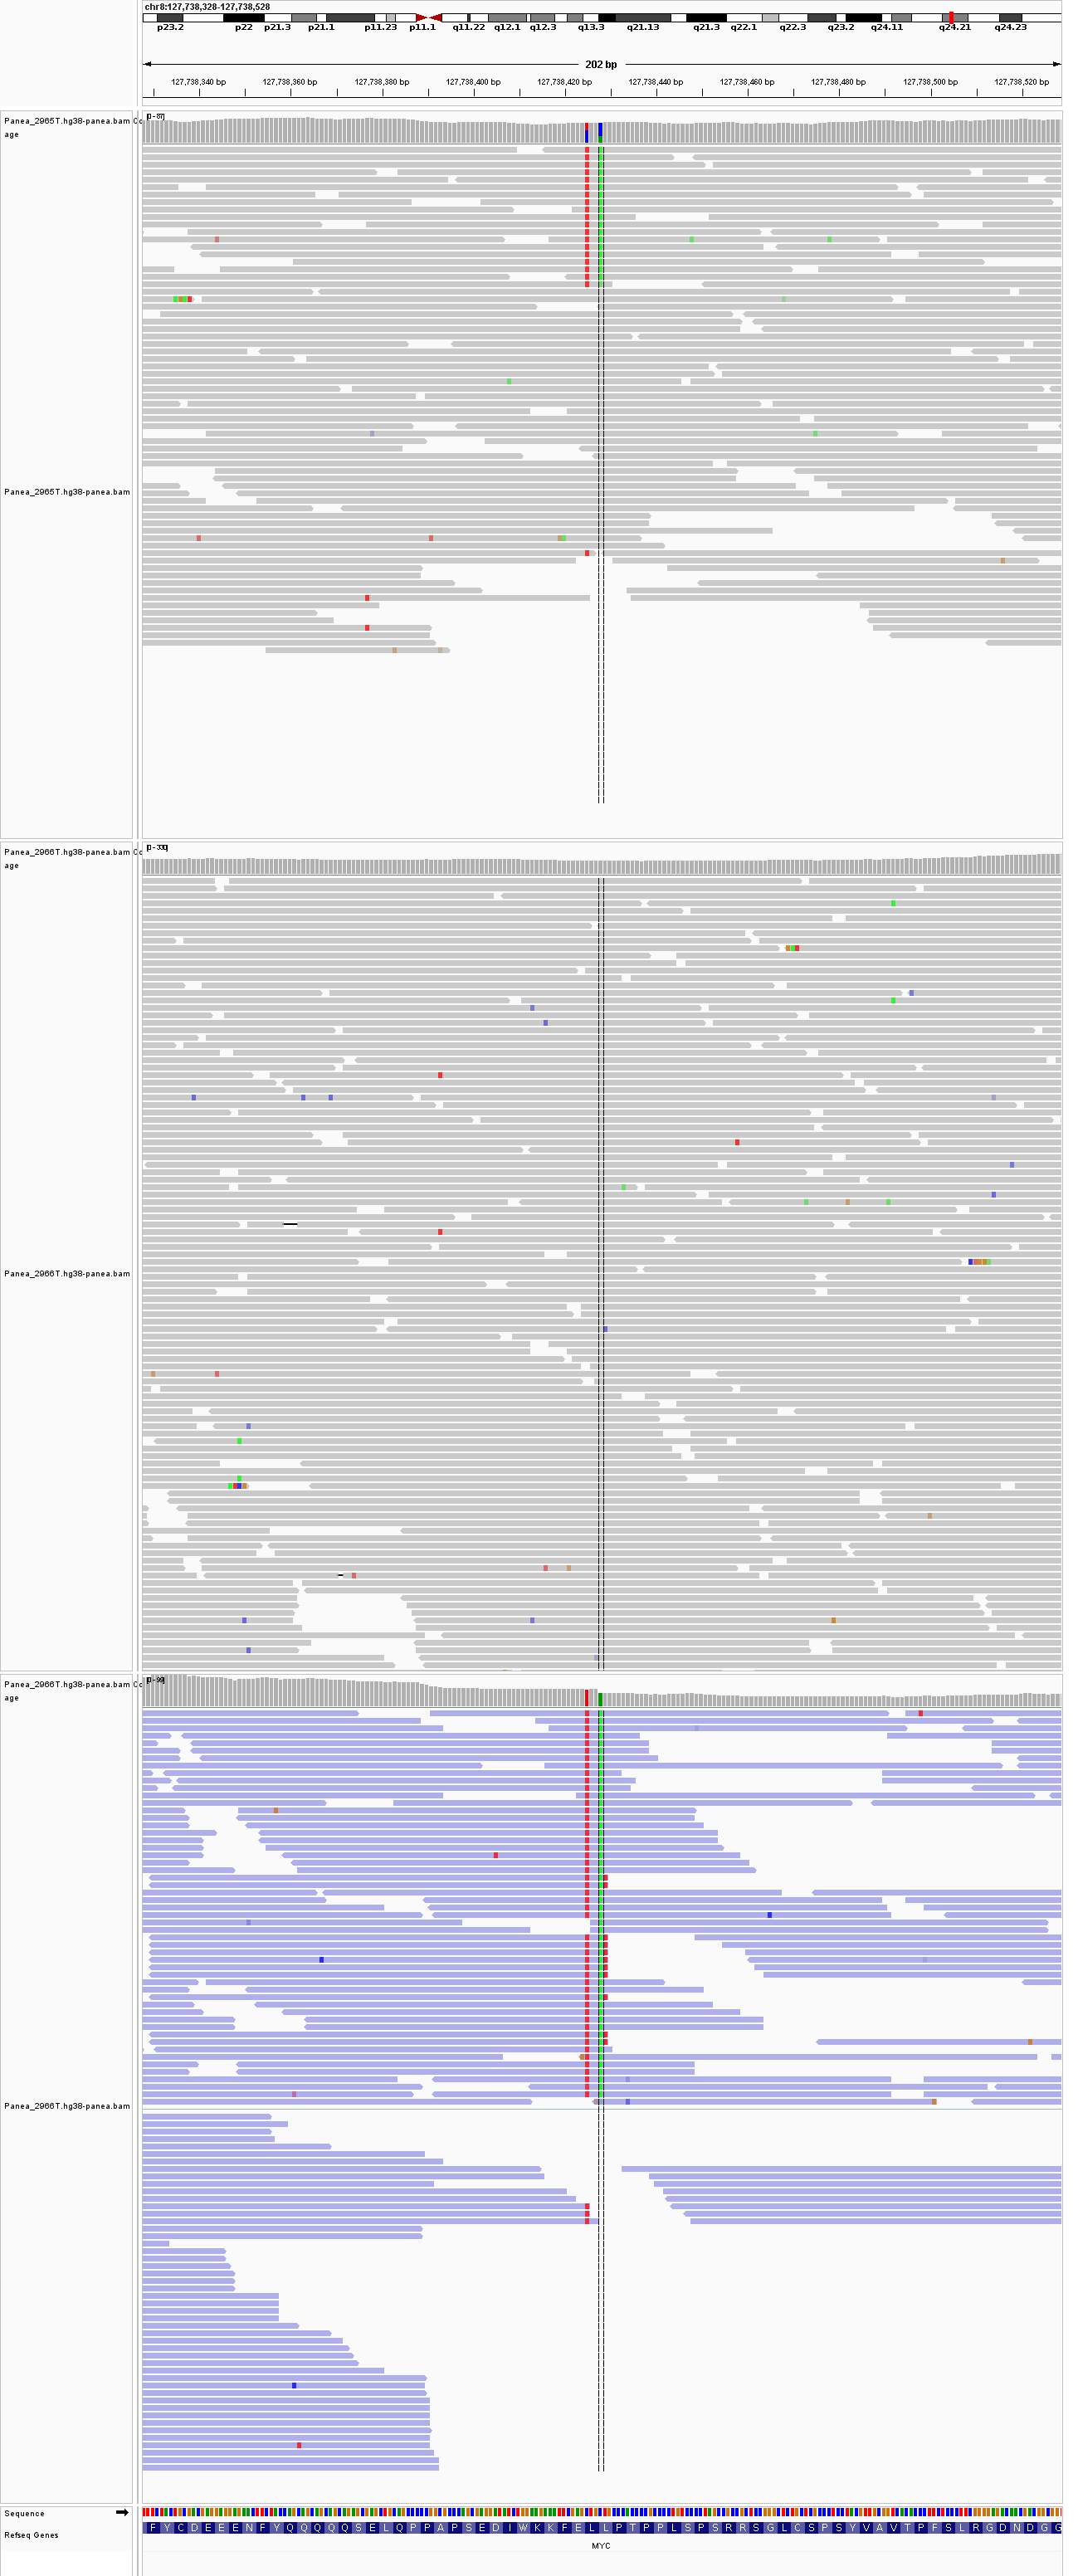 chr8:127,738,328-127,738,528
p23.2 p22 p21.3 p21.1 p11.23 p11.1 q11.22 q12.1 q12.3 q13.3 q21.13 q21.3 q22.1 q22.3 q23.2 q24.11 q24.21 q24.23
202 bp
127,738,340 bp 127,738,360 bp 127,738,380 bp 127,738,400 bp 127,738,420 bp 127,738,440 bp 127,738,460 bp 127,738,480 bp 127,738,500 bp 127,738,520 bp
[0 - 87]
Panea_2965T.hg38-panea.bam Co
age
Panea_2965T.hg38-panea.bam
[0 - 330]
Panea_2966T.hg38-panea.bam Co
age
Panea_2966T.hg38-panea.bam
[0 - 99]
Panea_2966T.hg38-panea.bam Co
age
Panea_2966T.hg38-panea.bam
Sequence
Refseq Genes
F Y C D E E E N F Y Q Q Q Q Q S E L Q P P A P S E D I W K K F E L L P T P P L S P S R R S G L C S P S Y V A V T P F S L R G D N D G G
MYC